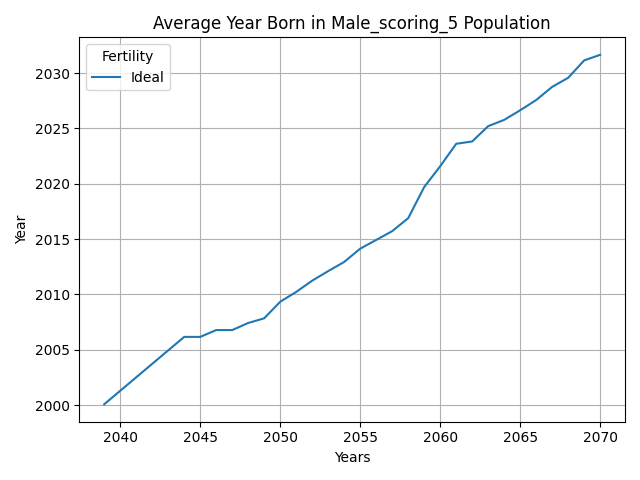 Average Year Born in Male_scoring_5 Population
Fertility
Ideal
2030
2025
2020
2015
2010
2005
2000
Year
2040 2045 2050 2055 2060 2065 2070
Years